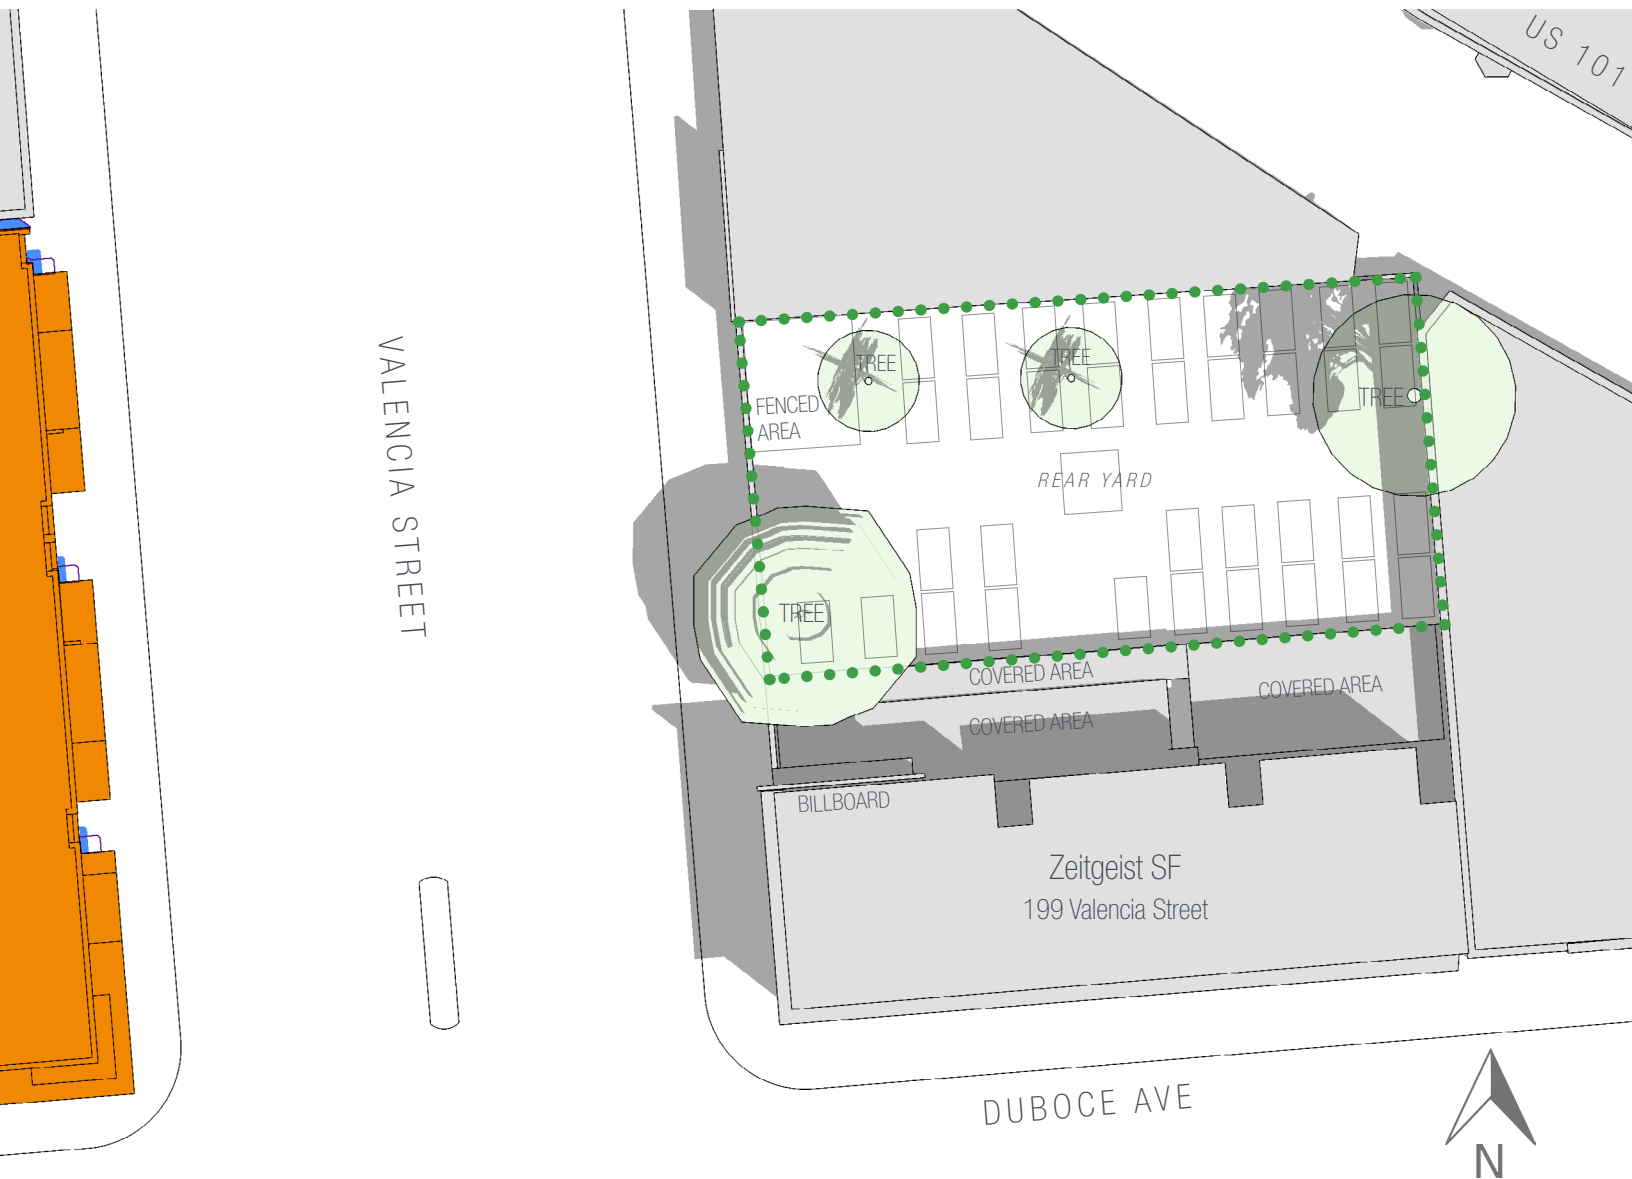 US 101
VALENCIA STREET
TREE
TREE
TREE
FENCED
AREA
REAR YARD
TREE
COVERED AREA
COVERED AREA
COVERED AREA
BILLBOARD
Zeitgeist SF
199 Valencia Street
DUBOCE AVE
N